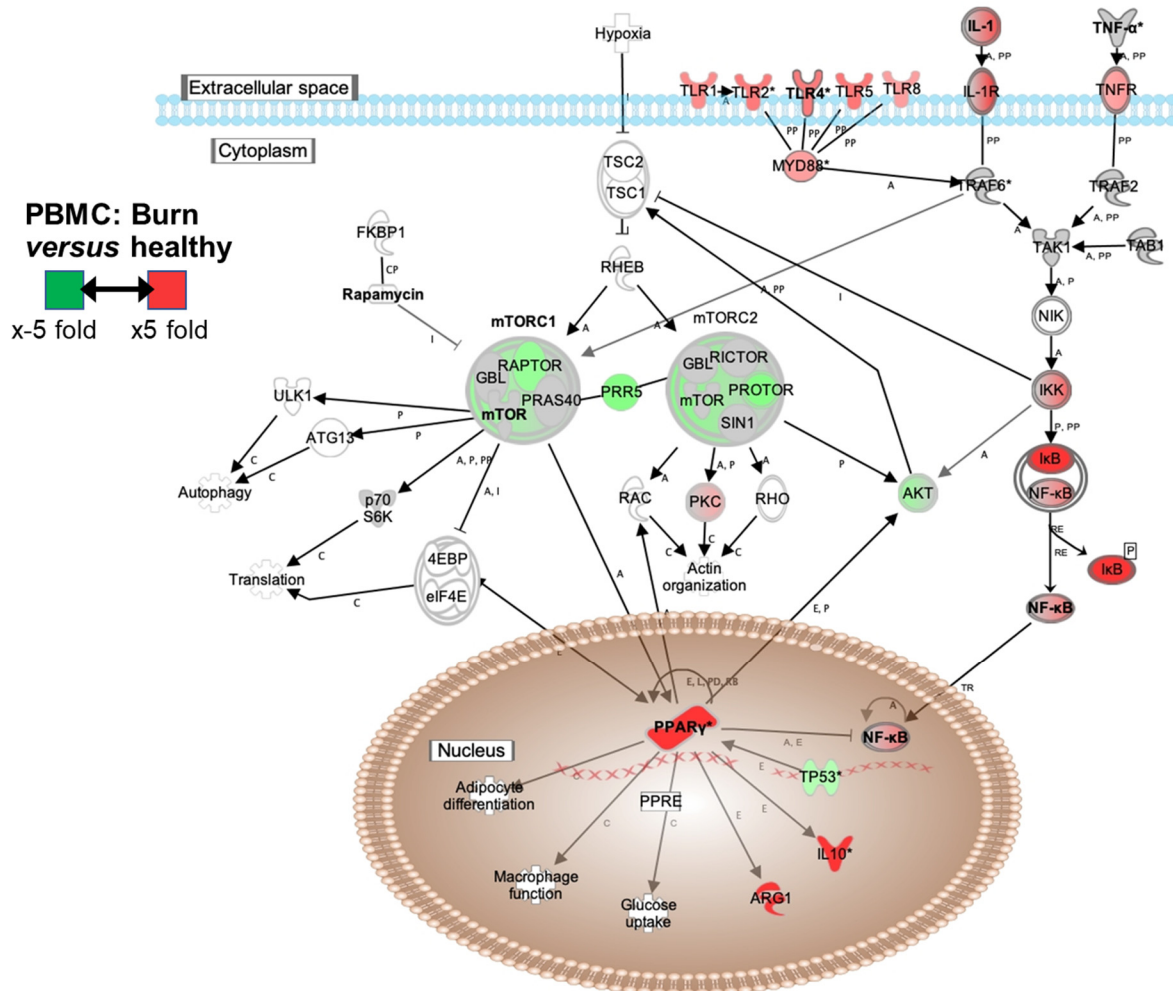 Hypoxia
IL-1
TNF-α*
A, PP
A, PP
Extracellular space
TLR1
TLR2*
TLR4*
TLR5
TLR8
IL-1R
TNFR
A
I
PP
PP
PP
PP
PP
PP
Cytoplasm
TSC2
TSC1
MYD88*
A
TRAF6*
TRAF2
A
A, PP
PBMC: Burn
versus healthy
x-5 fold
x5 fold
FKBP1
CP
Rapamycin
I
RHEB
A
A
A, PP
I
TAK1
A, PP
TAB1
A, P
NIK
A
mTORC1
mTORC2
GBL
RAPTOR
PRAS40
mTOR
PRR5
GBL
RICTOR
mTOR
PROTOR
SIN1
IKK
P, PP
A
ULK1
P
ATG13
P
C
C
Autophagy
A, P, PP
A, I
p70
S6K
C
Translation
C
4EBP
eIF4E
A
A
A, P
A
P
RAC
PKC
RHO
C
C
C
Actin
organization
AKT
IκB
NF-κB
RE
RE
P
IκB
NF-κB
A
E, P
E
E, L, PD, RB
TR
A
PPARγ*
A, E
NF-κB
Nucleus
E
TP53*
C
Adipocyte
differentiation
PPRE
C
C
E
E
IL10*
Macrophage
function
Glucose
uptake
ARG1